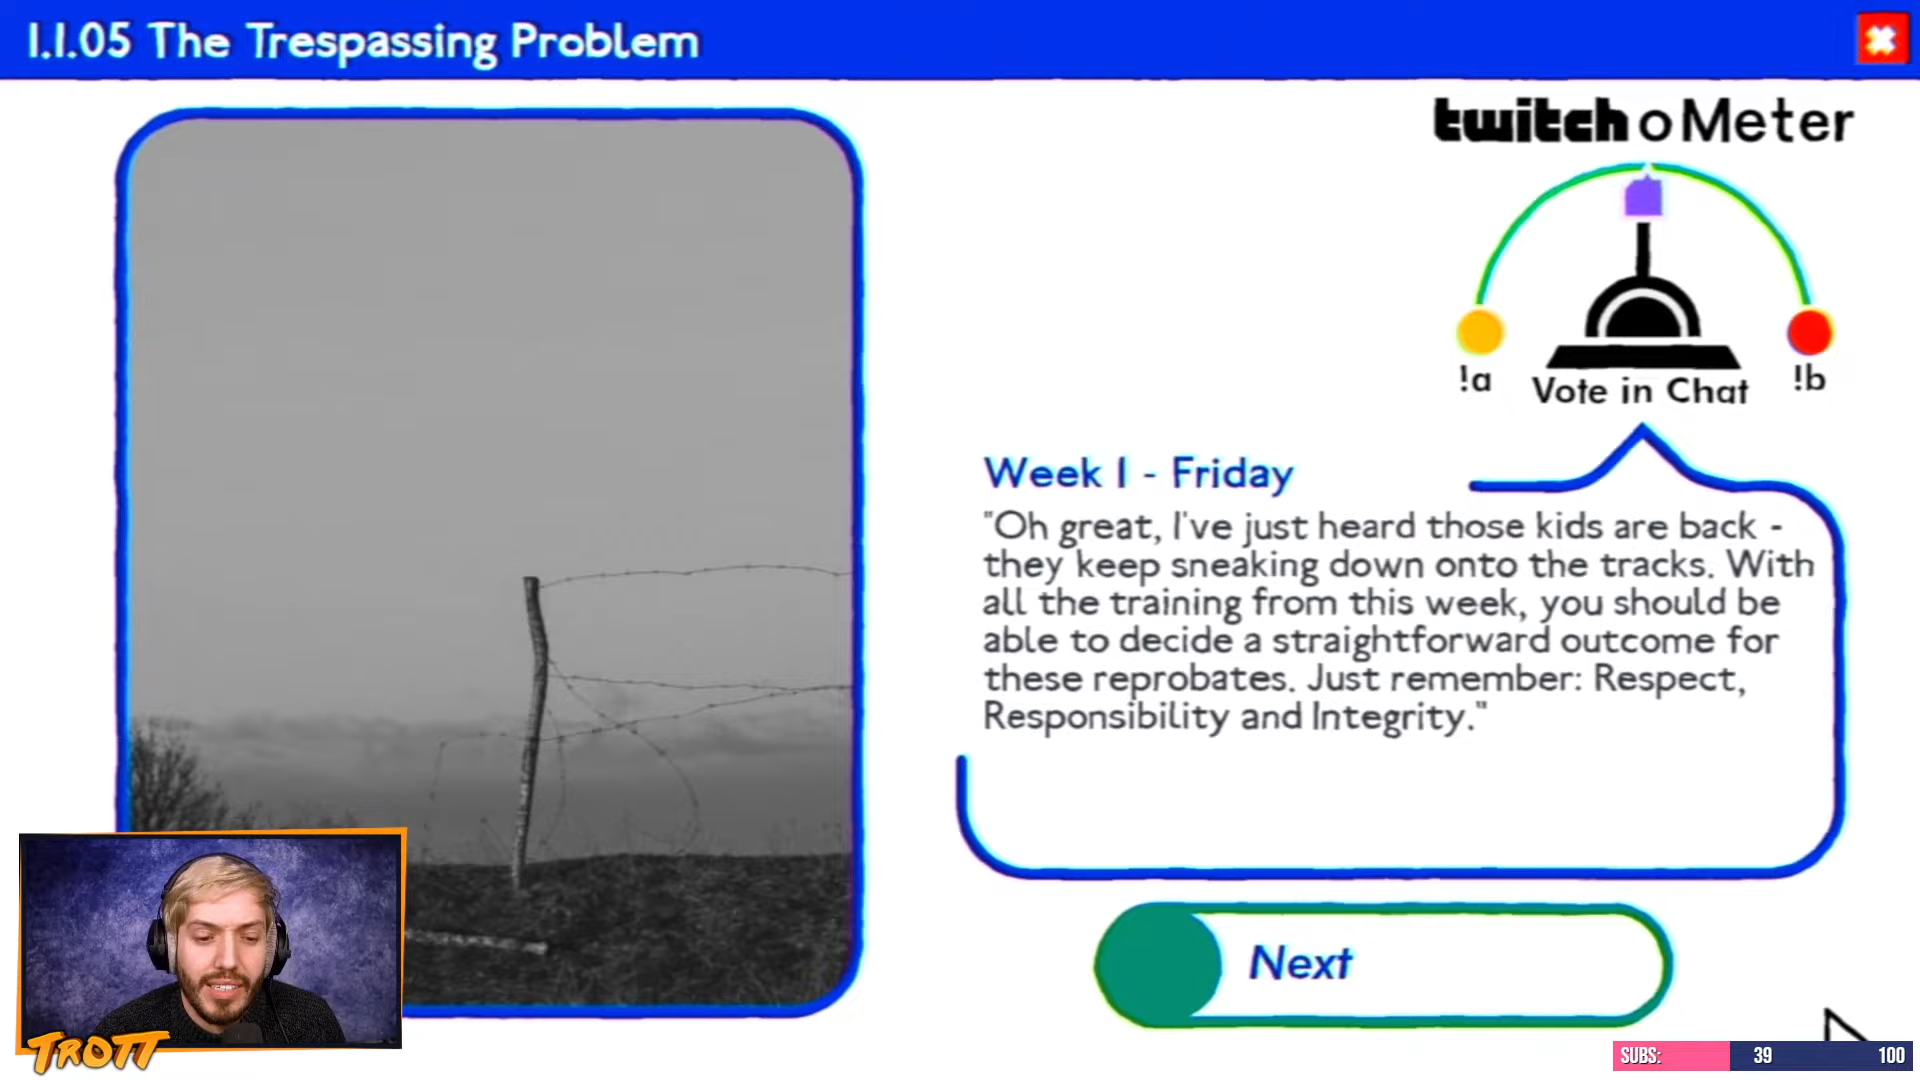 1.1.05 The Trespassing Problem
twitch o Meter
!a
Vote in Chat
!b
Week 1 - Friday
"Oh great, I've just heard those kids are back -
they keep sneaking down onto the tracks. With
all the training from this week, you should be
able to decide a straightforward outcome for
these reprobates. Just remember: Respect,
Responsibility and Integrity."
Next
TROTT
SUBS: 39 100